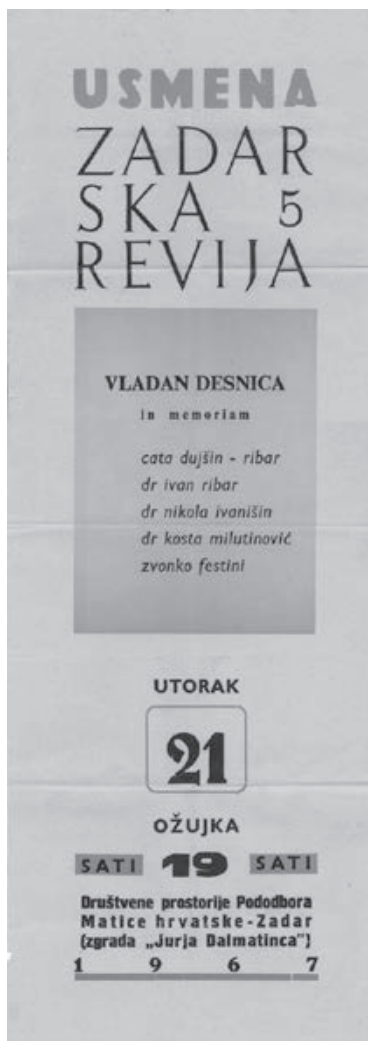 USMENA
ZADAR
SKA 5
REVIJA
VLADAN DESNICA
in memoriam
cata dujšin - ribar
dr ivan ribar
dr nikola ivanišin
dr kosta milutinović
zvonko festini
UTORAK
21
OŽUJKA
SATI 19 SATI
Društvene prostorije Pododbora
Matice hrvatske-Zadar
(zgrada „Jurja Dalmatinca")
1 9 6 7